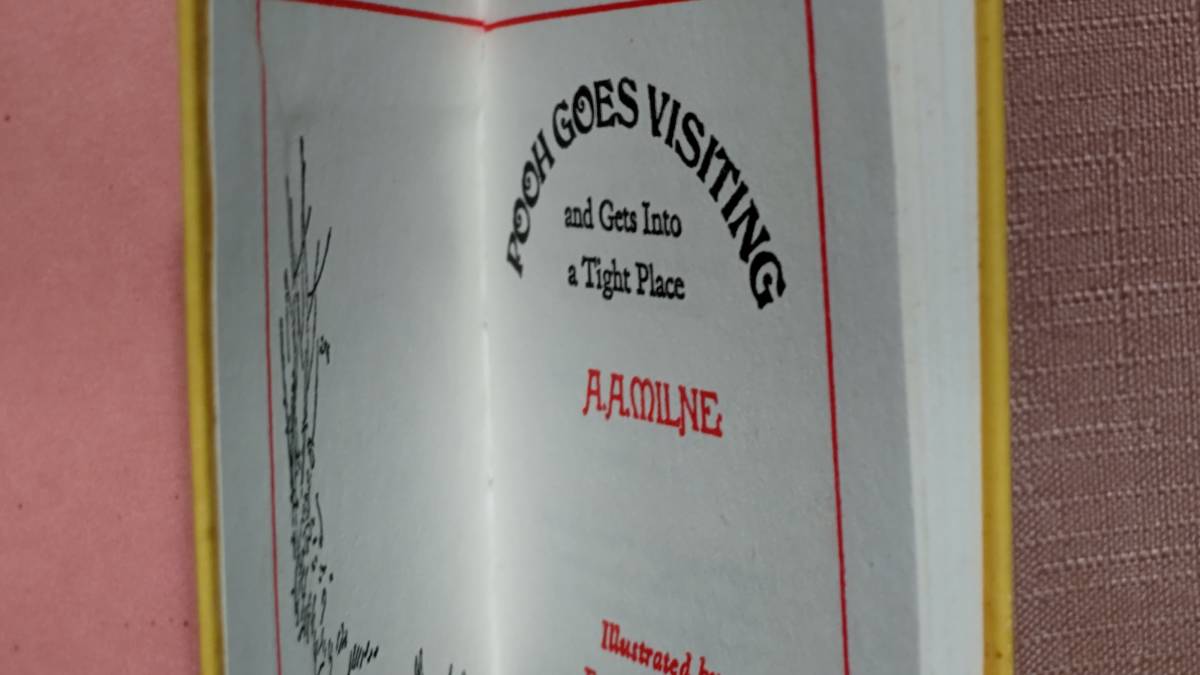 POOH GOES VISITING
and Gets Into
a Tight Place
A.A.MILNE
Illustrated by